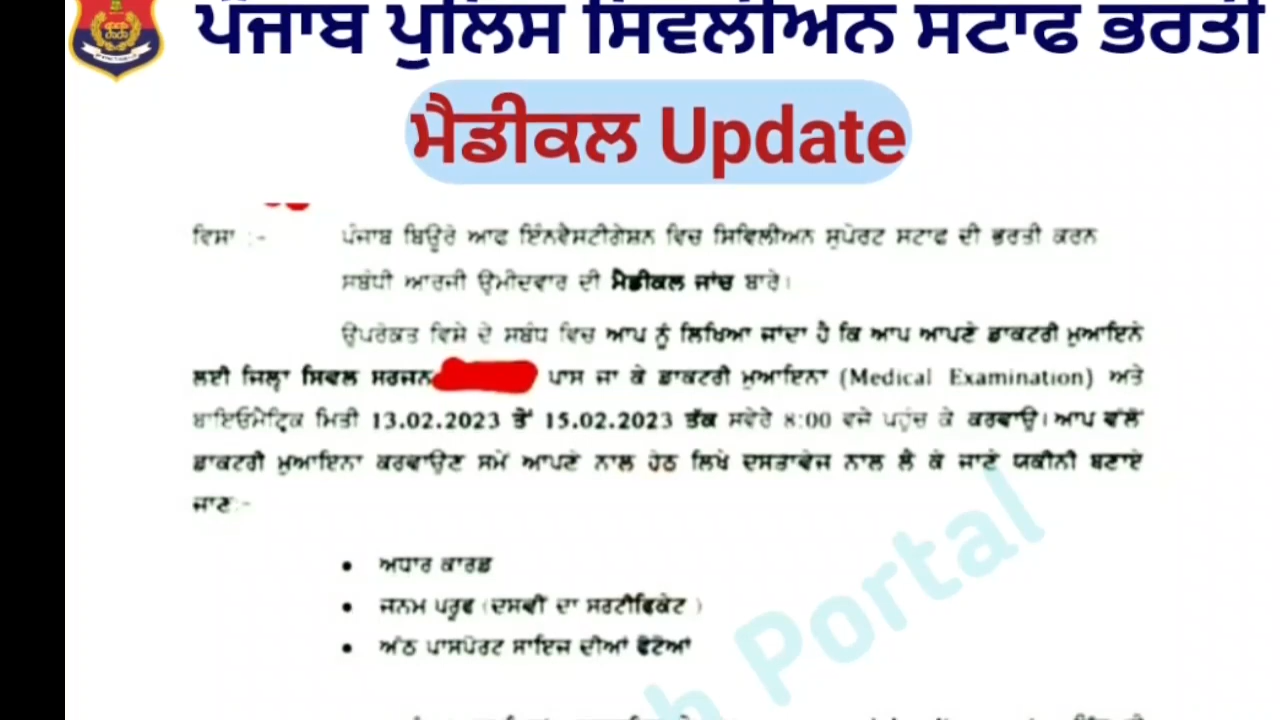 ਪੰਜਾਬ ਪੁਲਿਸ ਸਿਵਲੀਅਨ ਸਟਾਫ ਭਰਤੀ
ਮੈਡੀਕਲ Update
ਵਿਸਾ :- ਪੰਜਾਬ ਬਿਊਰੋ ਆਫ ਇੰਨਵੈਸਟੀਗੇਸ਼ਨ ਵਿਚ ਸਿਵਿਲੀਅਨ ਸੁਪੋਰਟ ਸਟਾਫ ਦੀ ਭਰਤੀ ਕਰਨ
ਸਬੰਧੀ ਆਰਜੀ ਉਮੀਦਵਾਰ ਦੀ ਮੈਡੀਕਲ ਜਾਂਚ ਬਾਰੇ।
ਉਪਰੋਕਤ ਵਿਸੇ ਦੇ ਸਬੰਧ ਵਿਚ ਆਪ ਨੂੰ ਲਿਖਿਆ ਜਾਂਦਾ ਹੈ ਕਿ ਆਪ ਆਪਣੇ ਡਾਕਟਰੀ ਮੁਆਇਨੇ
ਲਈ ਜਿਲ੍ਹਾ ਸਿਵਲ ਸਰਜਨ ਪਾਸ ਜਾ ਕੇ ਡਾਕਟਰੀ ਮੁਆਇਨਾ (Medical Examination) ਅਤੇ
ਬਾਇਓਮੈਟ੍ਰਿਕ ਮਿਤੀ 13.02.2023 ਤੋਂ 15.02.2023 ਤੱਕ ਸਵੇਰੇ 8:00 ਵਜੇ ਪਹੁੰਚ ਕੇ ਕਰਵਾਉ। ਆਪ ਵੱਲੋਂ
ਡਾਕਟਰੀ ਮੁਆਇਨਾ ਕਰਵਾਉਣ ਸਮੇਂ ਆਪਣੇ ਨਾਲ ਹੇਠ ਲਿਖੇ ਦਸਤਾਵੇਜ ਨਾਲ ਲੈ ਕੇ ਜਾਣੇ ਯਕੀਨੀ ਬਣਾਏ
ਜਾਣ:-
• ਅਧਾਰ ਕਾਰਡ
• ਜਨਮ ਪਰੂਫ (ਦਸਵੀਂ ਦਾ ਸਰਟੀਫਿਕੇਟ )
• ਅੱਠ ਪਾਸਪੋਰਟ ਸਾਇਜ ਦੀਆਂ ਫੋਟੋਆਂ
Portal